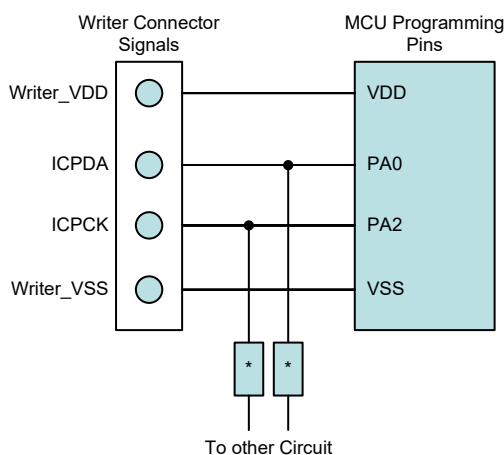 Writer Connector
Signals
MCU Programming
Pins
Writer_VDD
VDD
ICPDA
PA0
ICPCK
PA2
Writer_VSS
VSS
*
*
To other Circuit